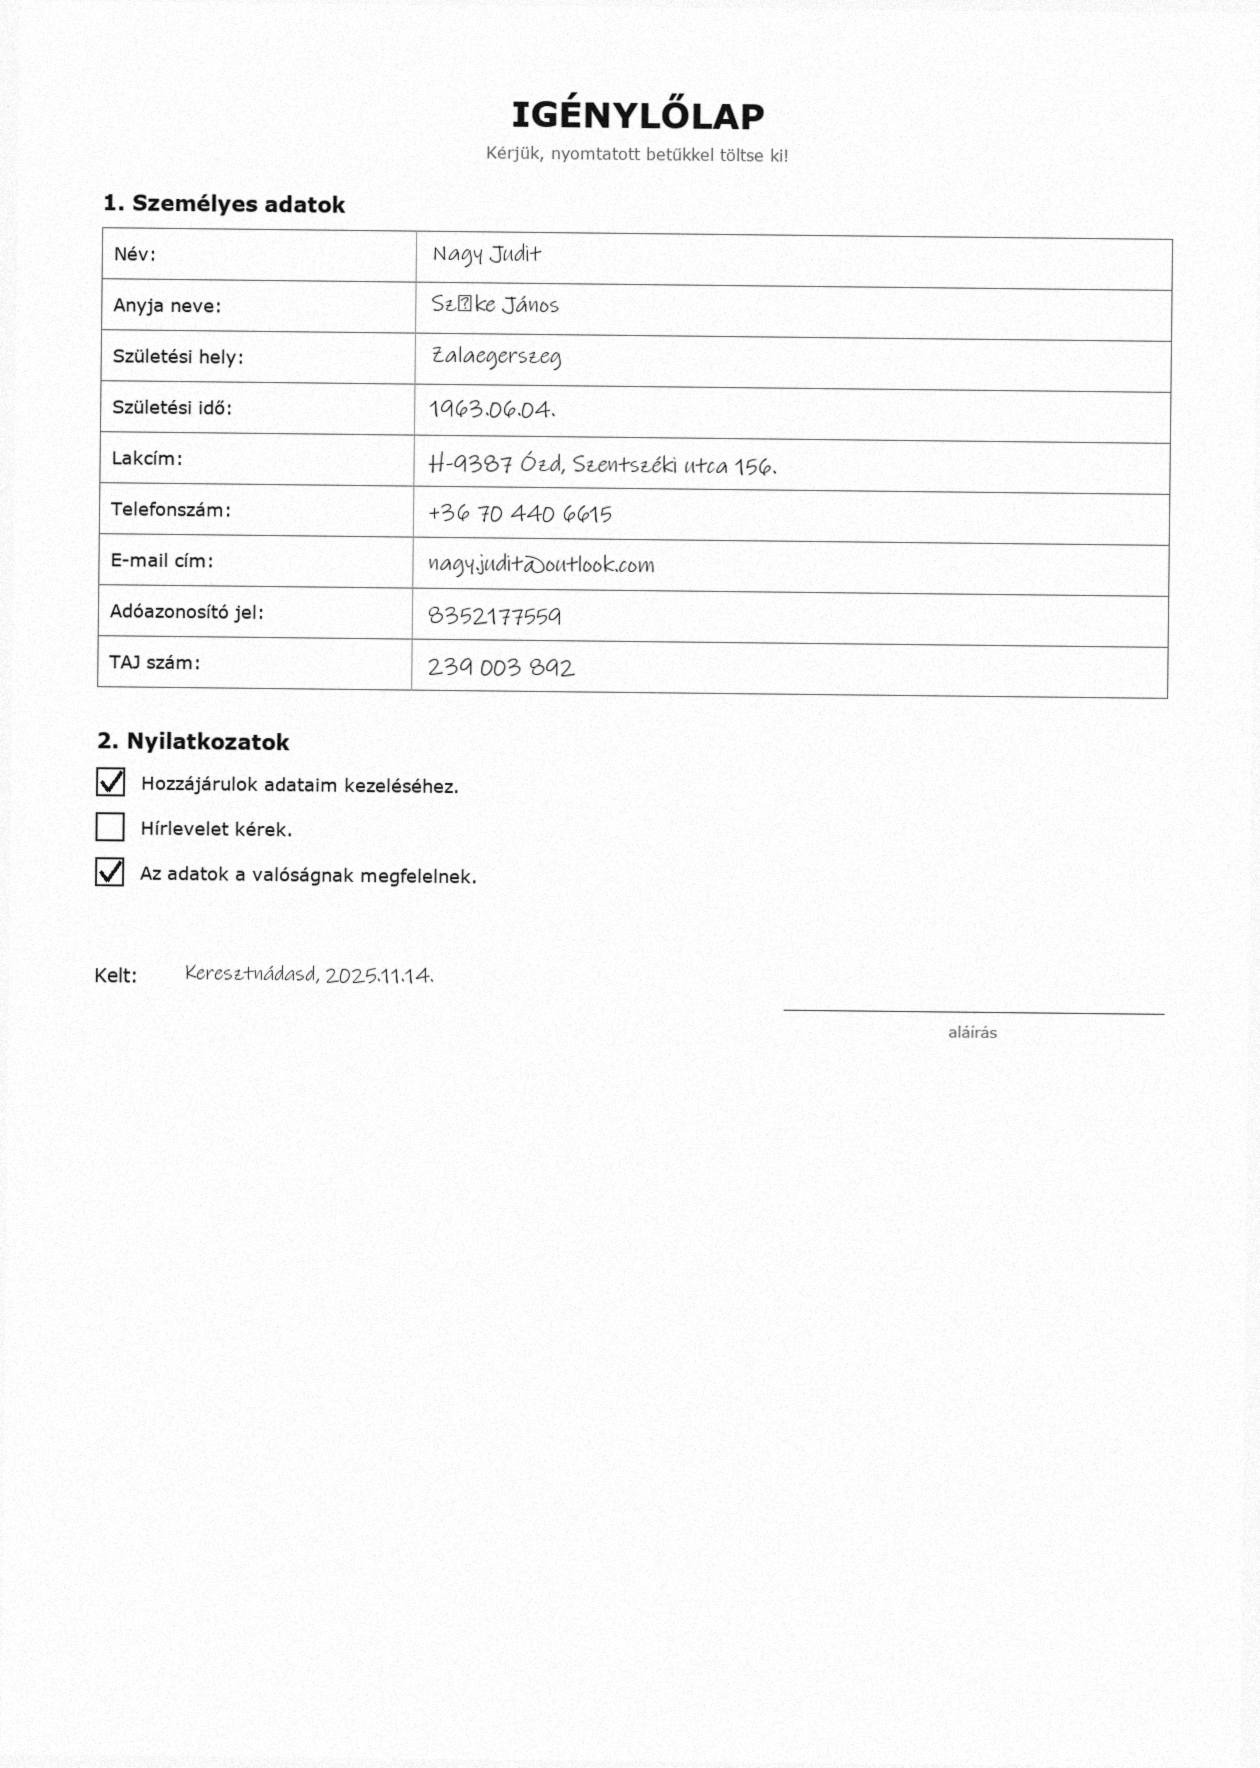 IGÉNYLŐLAP
Kérjük, nyomtatott betűkkel töltse ki!
1. Személyes adatok
Név: Nagy Judit
Anyja neve: János
Születési hely: Zalaegerszeg
Születési idő: 1963.06.04.
Lakcím: H-9387 Ózd, Szentszéki utca 156.
Telefonszám: +36 70 440 6615
E-mail cím: nagy.judit@outlook.com
Adóazonosító jel: 8352177559
TAJ szám: 239 003 892
2. Nyilatkozatok
Hozzájárulok adataim kezeléséhez.
Hírlevelet kérek.
Az adatok a valóságnak megfelelnek.
Kelt: Keresztnádasd, 2025.11.14.
aláírás